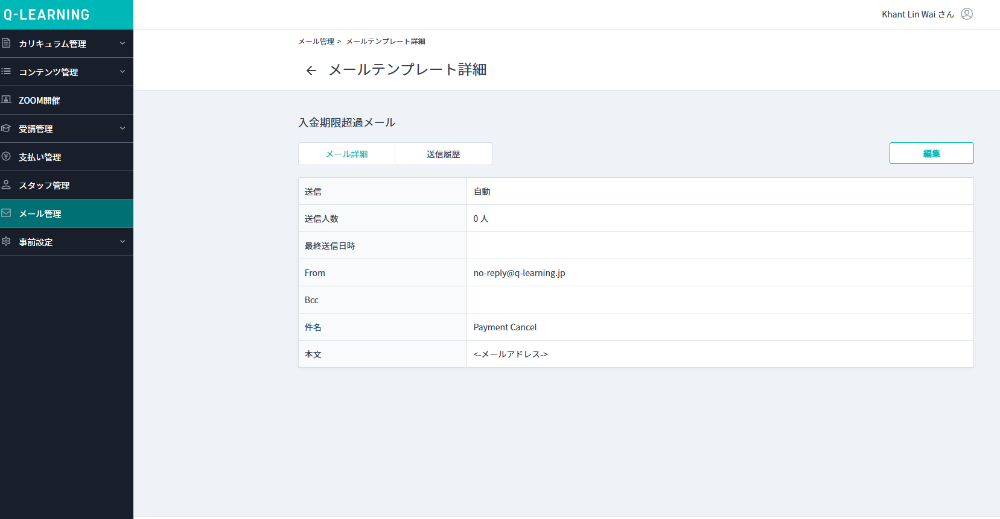 Q-LEARNING
Khant Lin Wai さん
カリキュラム管理
コンテンツ管理
ZOOM開催
受講管理
支払い管理
スタッフ管理
メール管理
事前設定
メール管理 > メールテンプレート詳細
← メールテンプレート詳細
入金期限超過メール
メール詳細 送信履歴 編集
送信 自動
送信人数 0 人
最終送信日時
From no-reply@q-learning.jp
Bcc
件名 Payment Cancel
本文 <-メールアドレス->